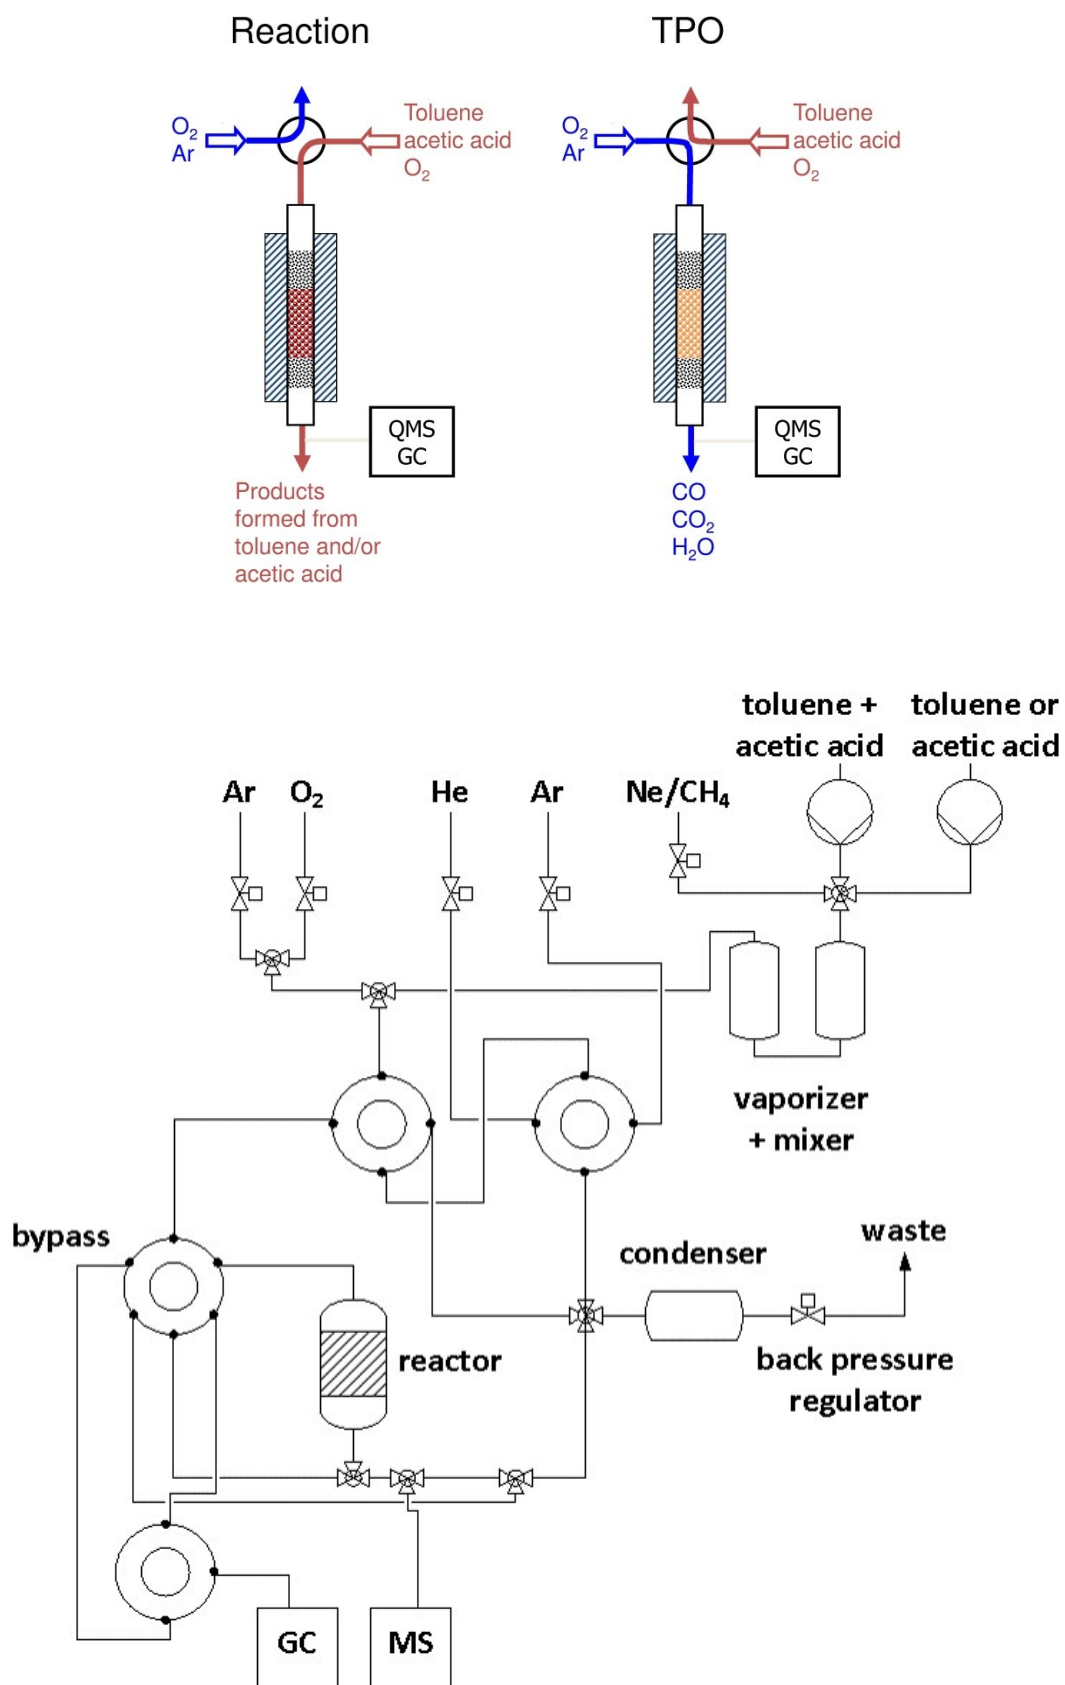 Reaction
TPO
O₂
Ar
Toluene
acetic acid
O₂
O₂
Ar
Toluene
acetic acid
O₂
QMS
GC
QMS
GC
Products
formed from
toluene and/or
acetic acid
CO
CO₂
H₂O
toluene +
acetic acid
toluene or
acetic acid
Ar
O₂
He
Ar
Ne/CH₄
vaporizer
+ mixer
bypass
condenser
waste
reactor
back pressure
regulator
GC
MS